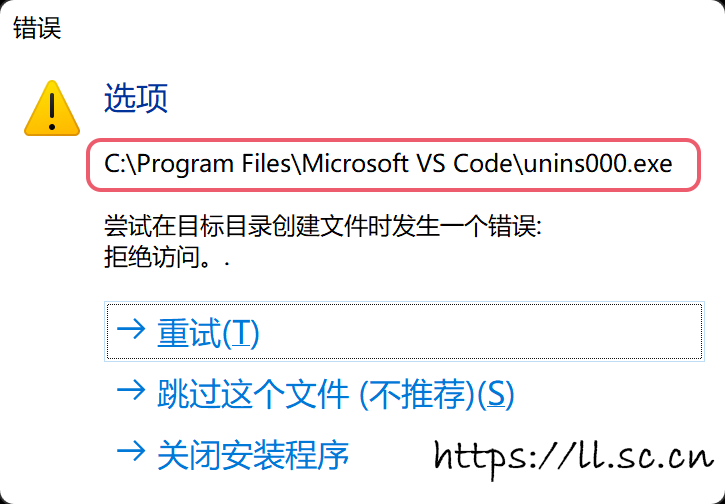 错误
选项
C:\Program Files\Microsoft VS Code\unins000.exe
尝试在目标目录创建文件时发生一个错误:
拒绝访问。.
→ 重试(T)
→ 跳过这个文件 (不推荐)(S)
→ 关闭安装程序
https://ll.sc.cn